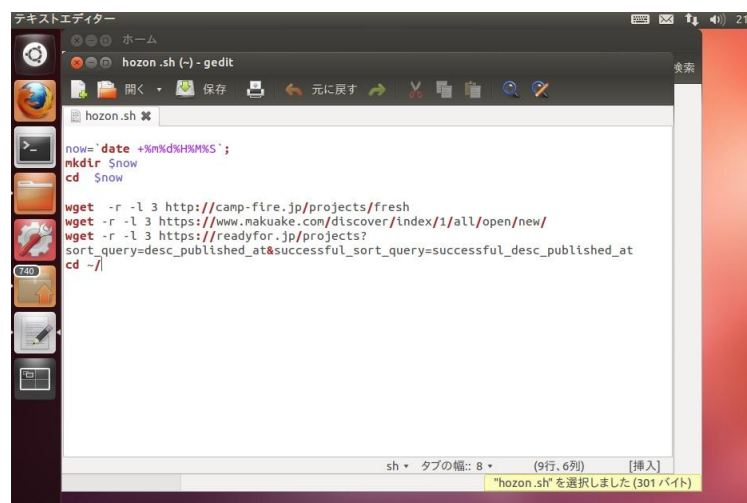 テキストエディター
21
ホーム
検索
hozon .sh (~) - gedit
開く
保存
元に戻す
hozon .sh
now=`date +%m%d%H%M%S`;
mkdir $now
cd $now
wget -r -l 3 http://camp-fire.jp/projects/fresh
wget -r -l 3 https://www.makuake.com/discover/index/1/all/open/new/
wget -r -l 3 https://readyfor.jp/projects?
sort_query=desc_published_at&successful_sort_query=successful_desc_published_at
cd ~/
740
sh
タブの幅:: 8
(9行、6列)
[挿入]
"hozon .sh" を選択しました (301 バイト)